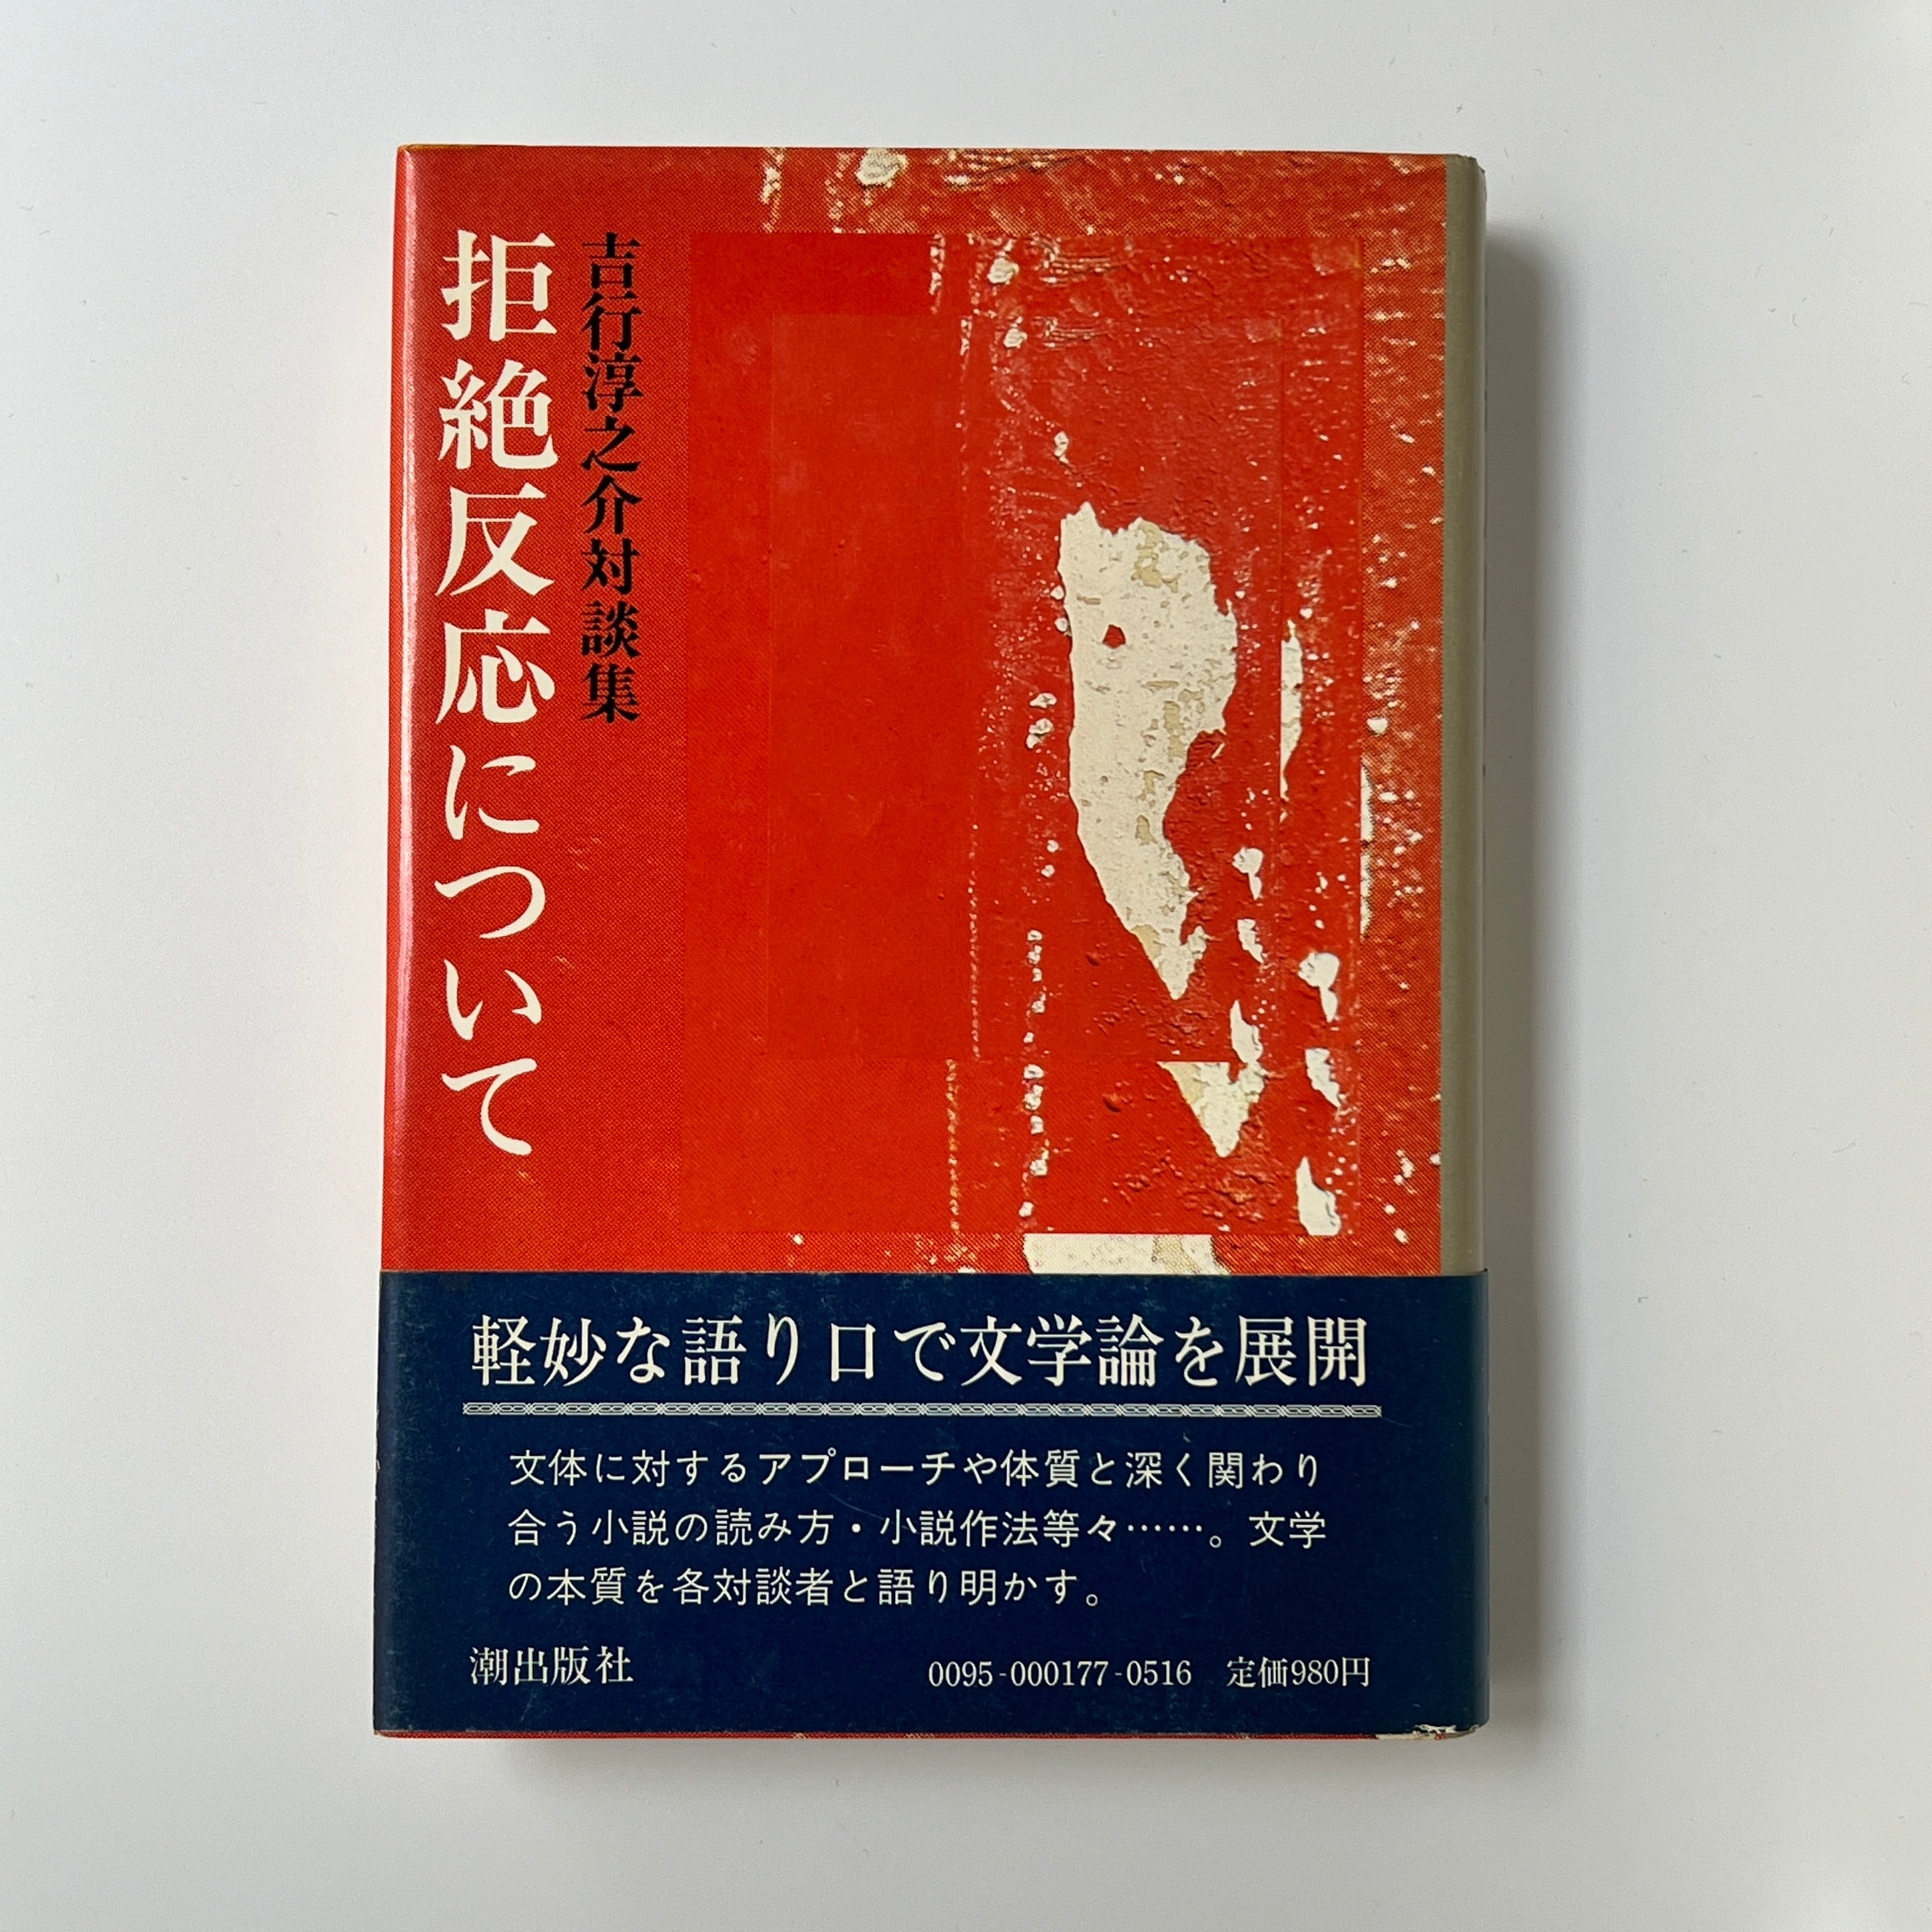 吉行淳之介対談集
拒絶反応について
軽妙な語り口で文学論を展開
文体に対するアプローチや体質と深く関わり
合う小説の読み方・小説作法等々……。文学
の本質を各対談者と語り明かす。
潮出版社
0095-000177-0516 定価980円